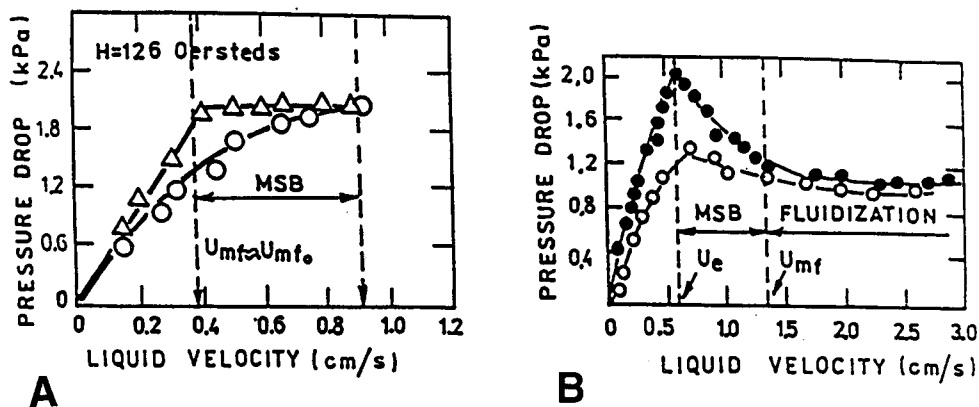 PRESSURE DROP (kPa)
2.4
1.8
1.2
0.6
0
H=126 Oersteds
MSB
Umf≈Umfo
0 0.2 0.4 0.6 0.8 1.0 1.2
LIQUID VELOCITY (cm/s)
A
PRESSURE DROP (kPa)
2,0
1.6
1.2
0,8
0,4
MSB FLUIDIZATION
Ue Umf
0 0.5 1.0 1.5 2.0 2.5 3.0
LIQUID VELOCITY (cm/s)
B